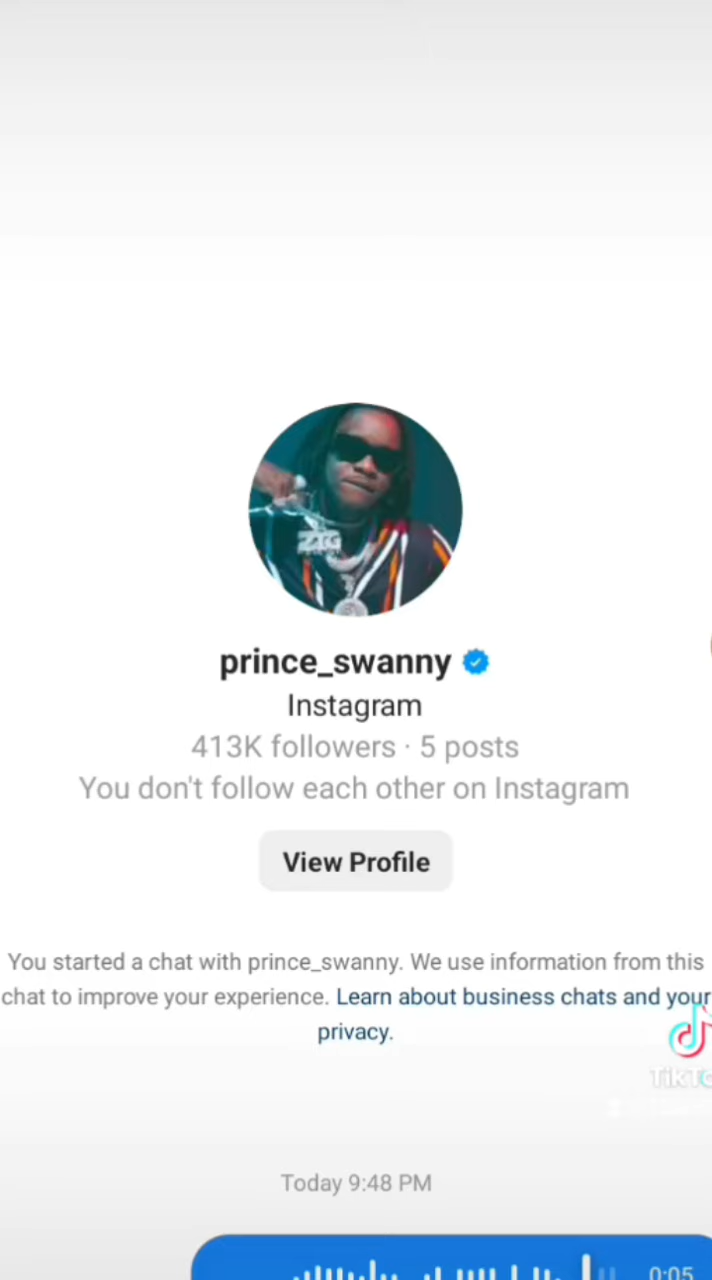 ZTG
prince_swanny
Instagram
413K followers · 5 posts
You don't follow each other on Instagram
View Profile
You started a chat with prince_swanny. We use information from this
chat to improve your experience. Learn about business chats and your
privacy.
TikTo
Today 9:48 PM
0:05